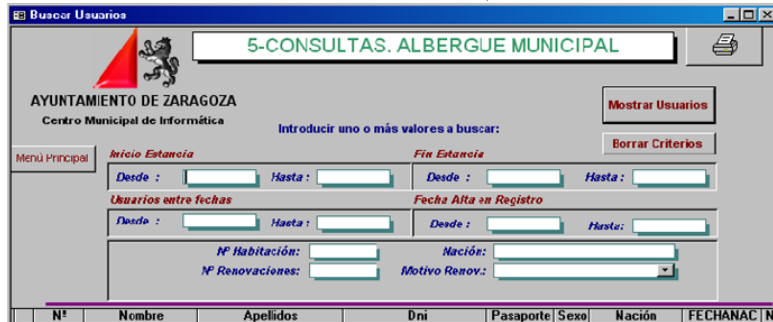 Buscar Usuarios
5-CONSULTAS. ALBERGUE MUNICIPAL
AYUNTAMIENTO DE ZARAGOZA
Centro Municipal de Informática
Mostrar Usuarios
Introducir uno o más valores a buscar:
Borrar Criterios
Menú Principal
Inicio Estancia
Fin Estancia
Desde : Hasta : Desde : Hasta :
Usuarios entre fechas
Fecha Alta en Registro
Desde : Hasta : Desde : Hasta:
Nº Habitación: Nación:
Nº Renovaciones: Motivo Renov.:
Nº Nombre Apellidos Dni Pasaporte Sexo Nación FECHANAC N